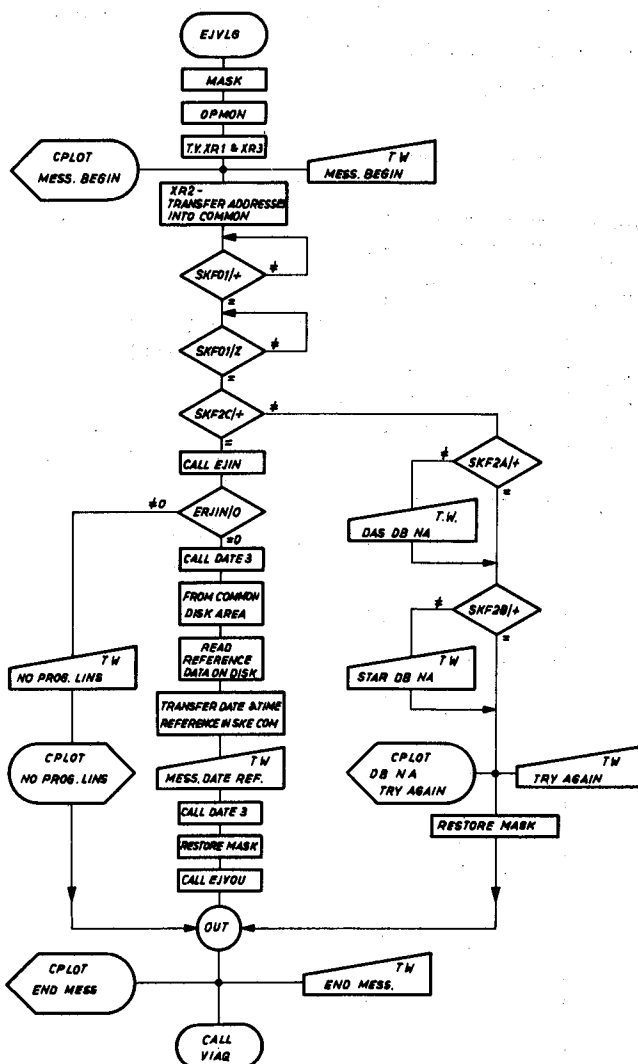 EJVLG
MASK
OPMON
T.V. XR1 & XR3
CPLOT
MESS. BEGIN
TW
MESS. BEGIN
XR2-
TRANSFER ADDRESSES
INTO COMMON
SKF01/+
≠
=
SKF01/Z
≠
=
SKF2C/+
≠
=
CALL EJIN
SKF2A/+
≠
=
ERJIN/0
≠0
=0
T.W.
DAS DB NA
CALL DATE 3
FROM COMMON
DISK AREA
SKF2B/+
≠
=
READ
REFERENCE
DATA ON DISK
TW
NO PROG. LINS
TW
STAR DB NA
TRANSFER DATE & TIME
REFERENCE IN SKE COM
CPLOT
NO PROG. LINS
TW
MESS. DATE REF.
CPLOT
DB NA
TRY AGAIN
TW
TRY AGAIN
CALL DATE 3
RESTORE MASK
RESTORE MASK
CALL EJVOU
OUT
CPLOT
END MESS
TW
END MESS.
CALL
VIAQ